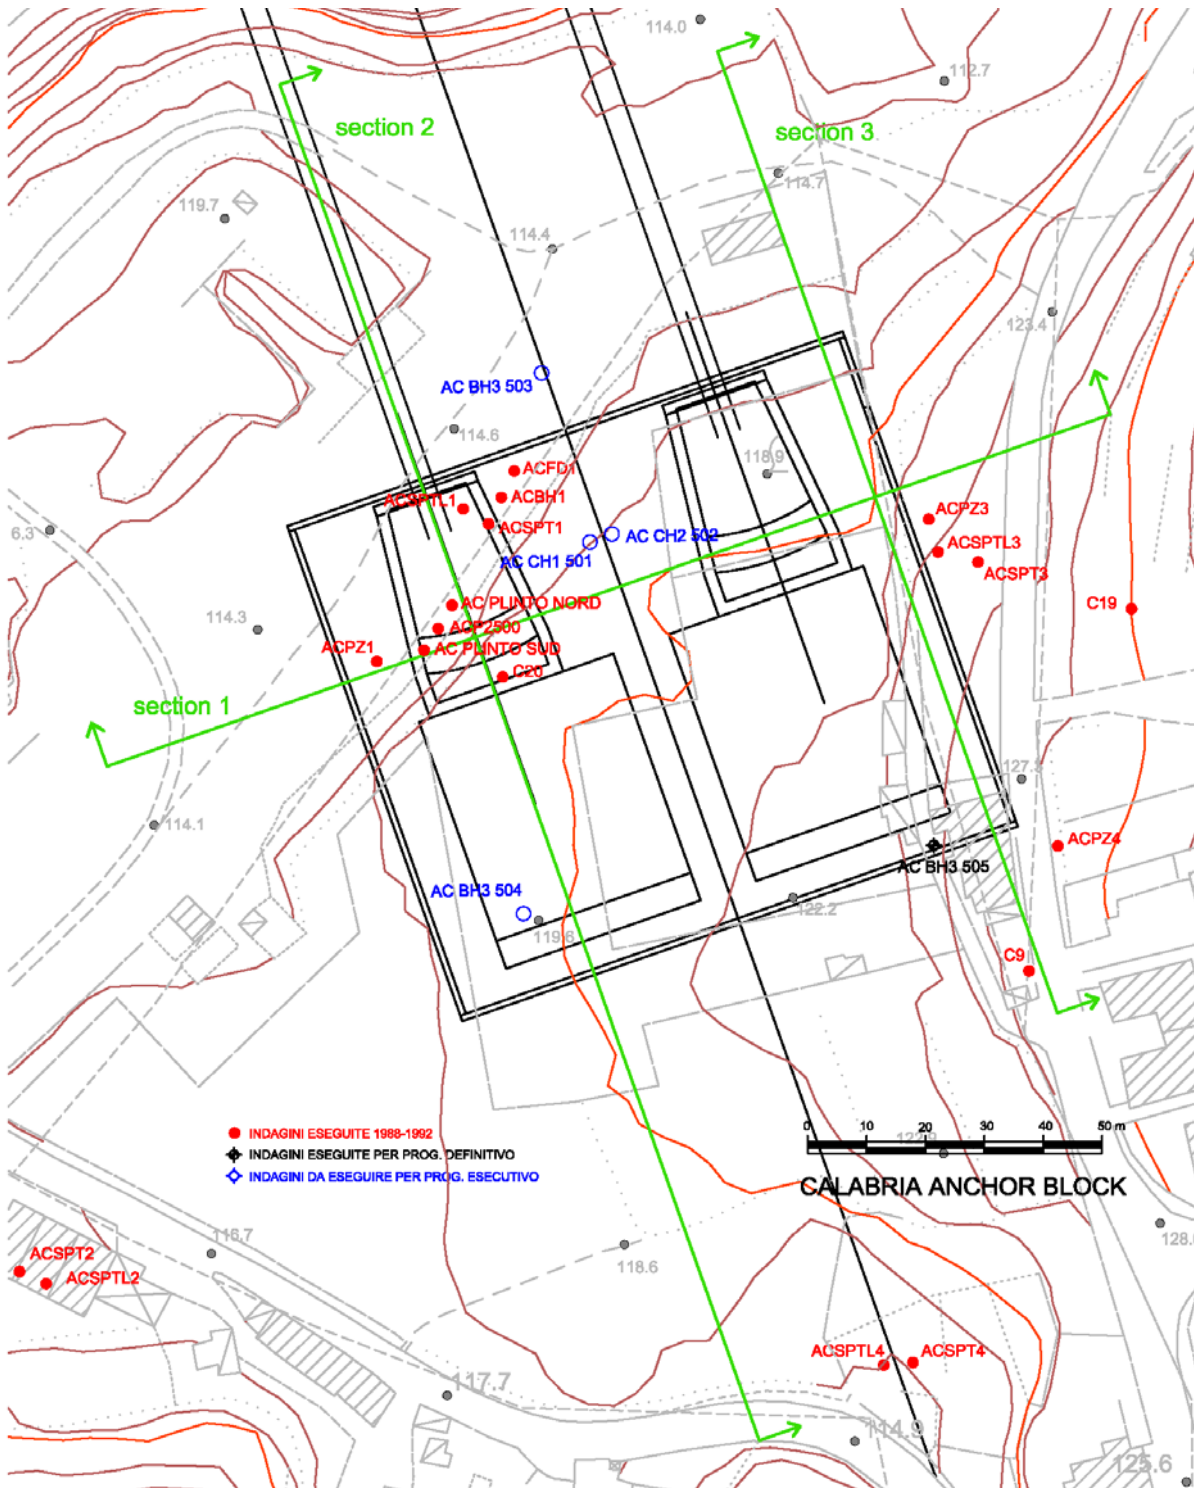 114.0
112.7
section 2
section 3
114.7
119.7
114.4
123.4
AC BH3 503
114.6
118.9
ACFD1
ACBH1
ACSPTL1
ACSPT1
6.3
AC CH2 502
AC CH1 501
ACPZ3
ACSPTL3
ACSPT3
C19
AC PLINTO NORD
ACP2500
114.3
ACPZ1
AC PLINTO SUD
C20
section 1
114.1
ACPZ4
AC BH3 505
AC BH3 504
119.6
122.2
C9
INDAGINI ESEGUITE 1988-1992
INDAGINI ESEGUITE PER PROG. DEFINITIVO
INDAGINI DA ESEGUIRE PER PROG. ESECUTIVO
0 10 20 30 40 50 m
CALABRIA ANCHOR BLOCK
116.7
118.6
ACSPT2
ACSPTL2
ACSPTL4
ACSPT4
117.7
114.9
125.6